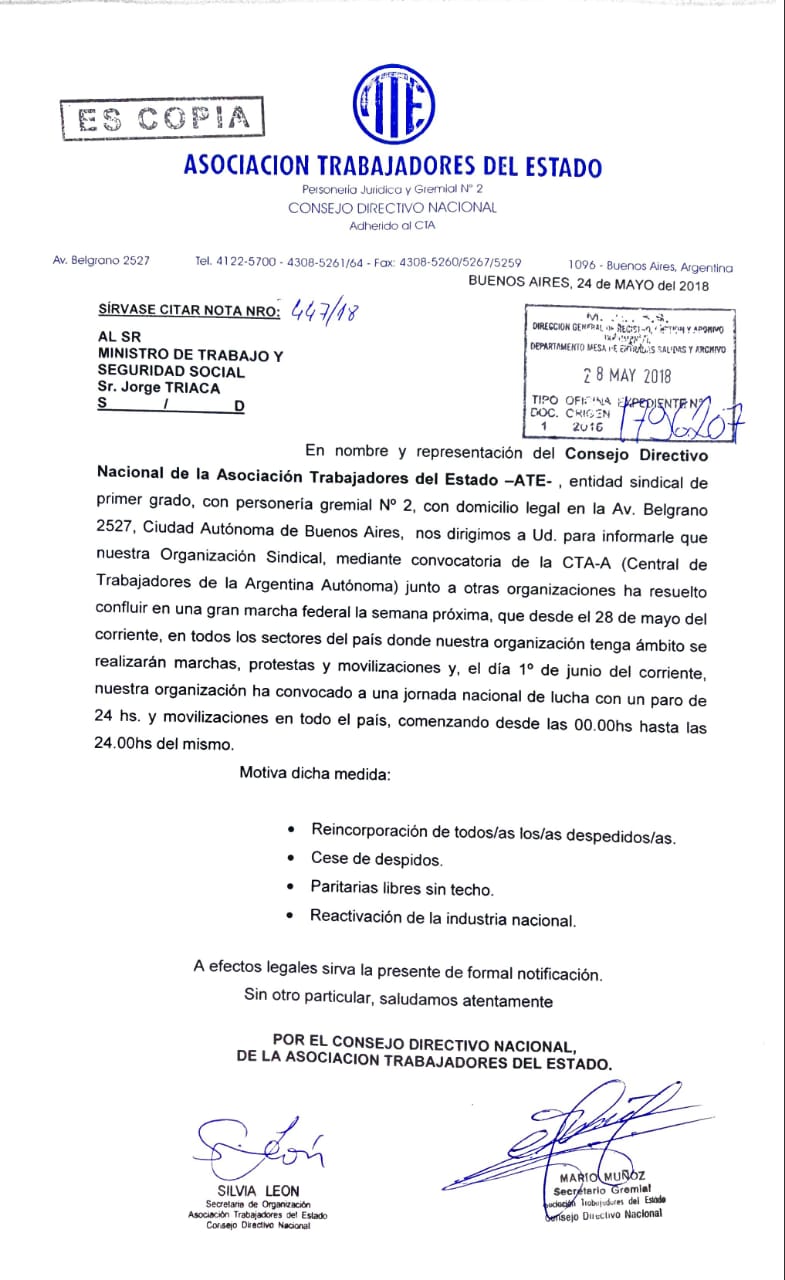 ES COPIA
ATE
ASOCIACION TRABAJADORES DEL ESTADO
Personería Jurídica y Gremial Nº 2
CONSEJO DIRECTIVO NACIONAL
Adherido al CTA
Av. Belgrano 2527 Tel. 4122-5700 - 4308-5261/64 - Fax: 4308-5260/5267/5259 1096 - Buenos Aires, Argentina
BUENOS AIRES, 24 de MAYO del 2018
SÍRVASE CITAR NOTA NRO: 447/18
AL SR
MINISTRO DE TRABAJO Y
SEGURIDAD SOCIAL
Sr. Jorge TRIACA
S / D
DIRECCION GENERAL DE Y APOYO
DEPARTAMENTO MESA DE ENTRADAS SALIDAS Y ARCHIVO
28 MAY 2018
TIPO OFICINA EXPEDIENTE Nº
DOC. ORIGEN
1 2016 1796207
En nombre y representación del Consejo Directivo
Nacional de la Asociación Trabajadores del Estado –ATE- , entidad sindical de
primer grado, con personería gremial Nº 2, con domicilio legal en la Av. Belgrano
2527, Ciudad Autónoma de Buenos Aires, nos dirigimos a Ud. para informarle que
nuestra Organización Sindical, mediante convocatoria de la CTA-A (Central de
Trabajadores de la Argentina Autónoma) junto a otras organizaciones ha resuelto
confluir en una gran marcha federal la semana próxima, que desde el 28 de mayo del
corriente, en todos los sectores del país donde nuestra organización tenga ámbito se
realizarán marchas, protestas y movilizaciones y, el día 1º de junio del corriente,
nuestra organización ha convocado a una jornada nacional de lucha con un paro de
24 hs. y movilizaciones en todo el país, comenzando desde las 00.00hs hasta las
24.00hs del mismo.
Motiva dicha medida:
• Reincorporación de todos/as los/as despedidos/as.
• Cese de despidos.
• Paritarias libres sin techo.
• Reactivación de la industria nacional.
A efectos legales sirva la presente de formal notificación.
Sin otro particular, saludamos atentamente
POR EL CONSEJO DIRECTIVO NACIONAL,
DE LA ASOCIACION TRABAJADORES DEL ESTADO.
S. León
SILVIA LEON
Secretaria de Organización
Asociación Trabajadores del Estado
Consejo Directivo Nacional
MARIO MUÑOZ
Secretario Gremial
Asociación Trabajadores del Estado
Consejo Directivo Nacional